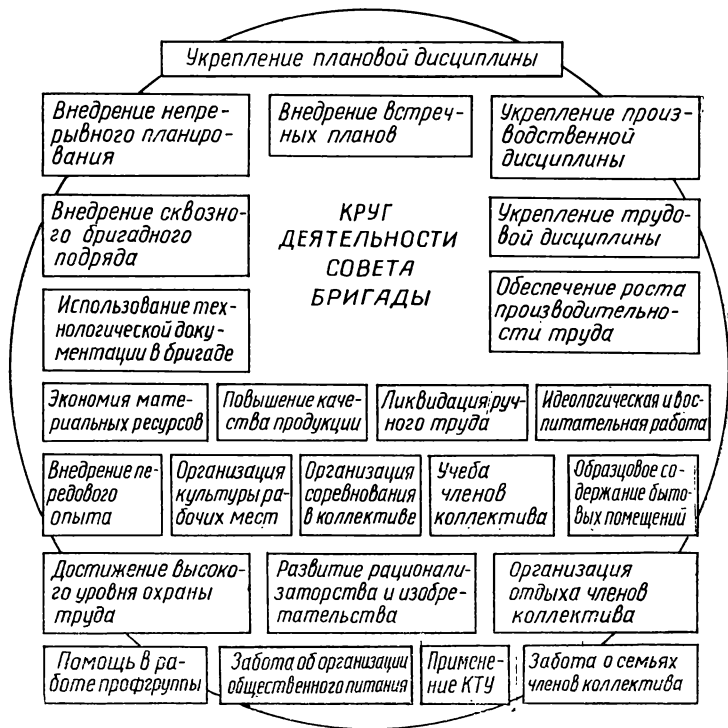 Укрепление плановой дисциплины
Внедрение непре-
рывного планиро-
вания
Внедрение встреч-
ных планов
Укрепление произ-
водственной
дисциплины
Внедрение сквозно-
го бригадного
подряда
КРУГ
ДЕЯТЕЛЬНОСТИ
СОВЕТА
БРИГАДЫ
Укрепление трудо-
вой дисциплины
Использование тех-
нологической доку-
ментации в бригаде
Обеспечение роста
производительно-
сти труда
Экономия мате-
риальных ресурсов
Повышение каче-
ства продукции
Ликвидация руч-
ного труда
Идеологическая и вос-
питательная работа
Внедрение пе-
редового
опыта
Организация
культуры ра-
бочих мест
Организация
соревнования
в коллективе
Учеба
членов
коллектива
Образцовое со-
держание быто-
вых помещений
Достижение высоко-
го уровня охраны
труда
Развитие рационали-
заторства и изобре-
тательства
Организация
отдыха членов
коллектива
Помощь в ра-
боте профгруппы
Забота об организации
общественного питания
Примене-
ние КТУ
Забота о семьях
членов коллектива